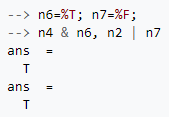 --> n6=%T; n7=%F;
--> n4 & n6, n2 | n7
ans  =
  T
ans  =
  T